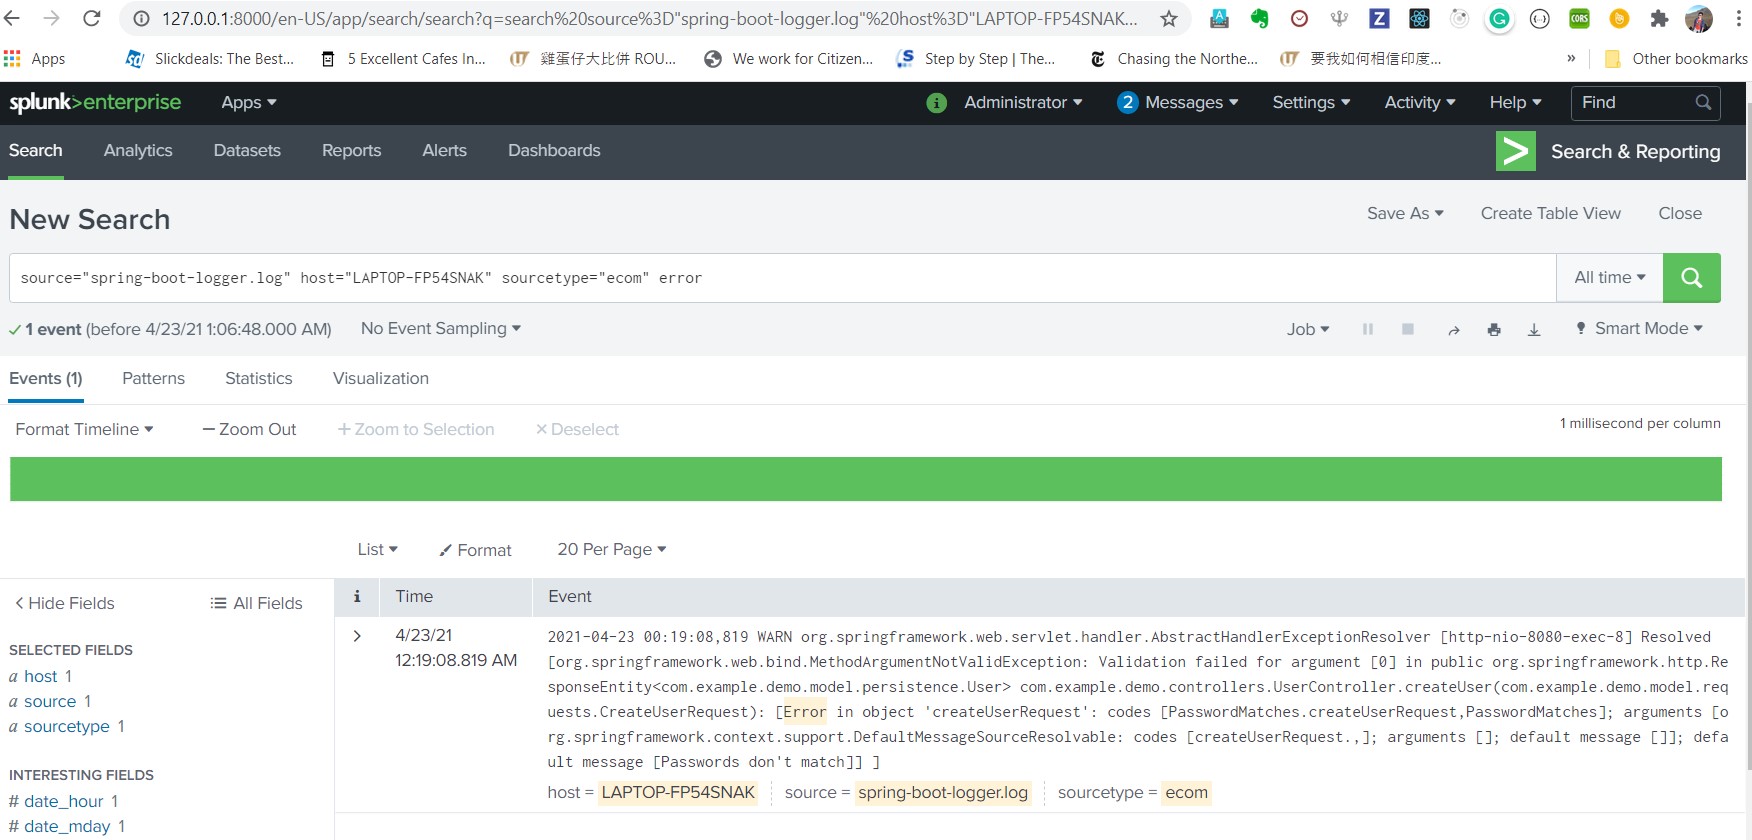 127.0.0.1:8000/en-US/app/search/search?q=search%20source%3D"spring-boot-logger.log"%20host%3D"LAPTOP-FP54SNAK...
Apps Slickdeals: The Best... 5 Excellent Cafes In... 雞蛋仔大比併 ROU... We work for Citizen... Step by Step | The... Chasing the Northe... 要我如何相信印度... » Other bookmarks
splunk>enterprise Apps i Administrator 2 Messages Settings Activity Help Find
Search Analytics Datasets Reports Alerts Dashboards > Search & Reporting
New Search Save As Create Table View Close
source="spring-boot-logger.log" host="LAPTOP-FP54SNAK" sourcetype="ecom" error All time
1 event (before 4/23/21 1:06:48.000 AM) No Event Sampling Job Smart Mode
Events (1) Patterns Statistics Visualization
Format Timeline — Zoom Out + Zoom to Selection × Deselect 1 millisecond per column
List Format 20 Per Page
< Hide Fields All Fields i Time Event
SELECTED FIELDS
a host 1
a source 1
a sourcetype 1
INTERESTING FIELDS
# date_hour 1
# date_mday 1
> 4/23/21
12:19:08.819 AM
2021-04-23 00:19:08,819 WARN org.springframework.web.servlet.handler.AbstractHandlerExceptionResolver [http-nio-8080-exec-8] Resolved
[org.springframework.web.bind.MethodArgumentNotValidException: Validation failed for argument [0] in public org.springframework.http.Re
sponseEntity<com.example.demo.model.persistence.User> com.example.demo.controllers.UserController.createUser(com.example.demo.model.req
uests.CreateUserRequest): [Error in object 'createUserRequest': codes [PasswordMatches.createUserRequest,PasswordMatches]; arguments [o
rg.springframework.context.support.DefaultMessageSourceResolvable: codes [createUserRequest.,]; arguments []; default message []]; defa
ult message [Passwords don't match]] ]
host = LAPTOP-FP54SNAK source = spring-boot-logger.log sourcetype = ecom